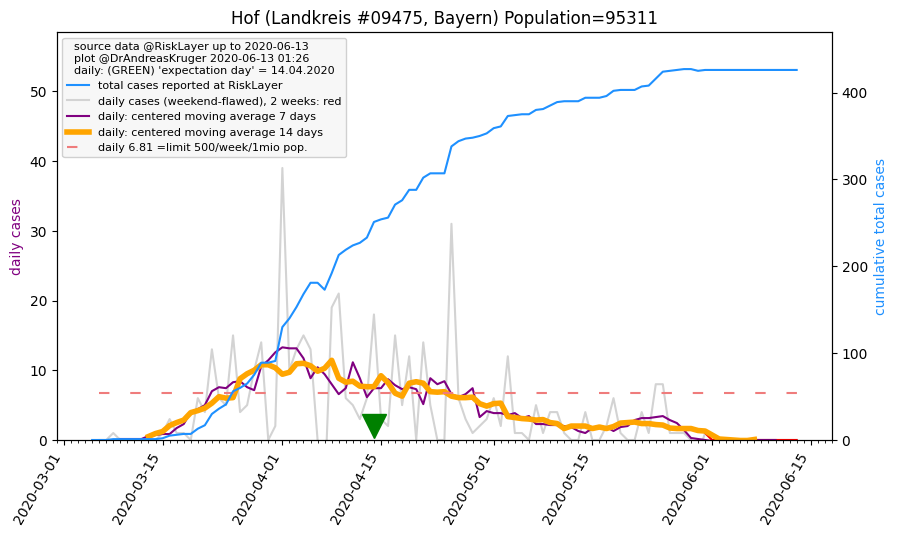 Hof (Landkreis #09475, Bayern) Population=95311
source data @RiskLayer up to 2020-06-13
plot @DrAndreasKruger 2020-06-13 01:26
daily: (GREEN) 'expectation day' = 14.04.2020
total cases reported at RiskLayer
daily cases (weekend-flawed), 2 weeks: red
daily: centered moving average 7 days
daily: centered moving average 14 days
daily 6.81 =limit 500/week/1mio pop.
daily cases
50
40
30
20
10
0
400
300
200
100
0
cumulative total cases
2020-03-01
2020-03-15
2020-04-01
2020-04-15
2020-05-01
2020-05-15
2020-06-01
2020-06-15